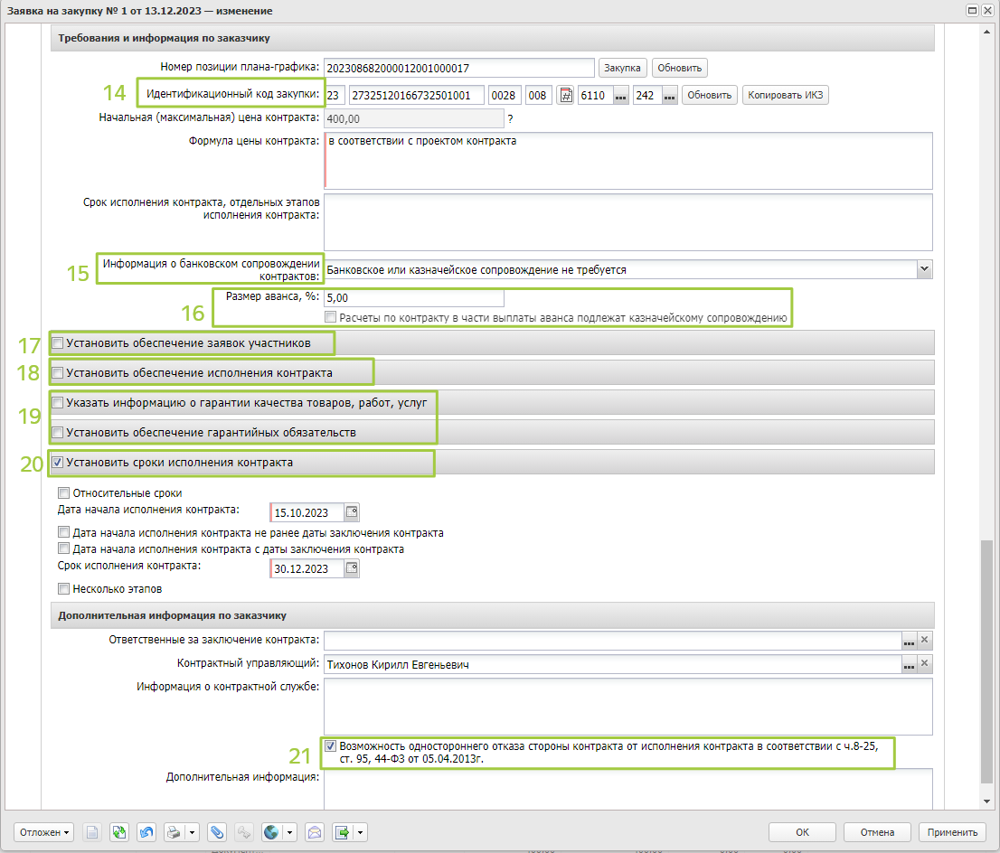 Заявка на закупку № 1 от 13.12.2023 — изменение
Требования и информация по заказчику
Номер позиции плана-графика: 202308682000012001000017 Закупка Обновить
14 Идентификационный код закупки: 23 27325120166732501001 0028 008 # 6110 ... 242 ... Обновить Копировать ИКЗ
Начальная (максимальная) цена контракта: 400,00 ?
Формула цены контракта: в соответствии с проектом контракта
Срок исполнения контракта, отдельных этапов
исполнения контракта:
15 Информация о банковском сопровождении
контрактов: Банковское или казначейское сопровождение не требуется
16 Размер аванса, %: 5,00
Расчеты по контракту в части выплаты аванса подлежат казначейскому сопровождению
17 Установить обеспечение заявок участников
18 Установить обеспечение исполнения контракта
19 Указать информацию о гарантии качества товаров, работ, услуг
Установить обеспечение гарантийных обязательств
20 Установить сроки исполнения контракта
Относительные сроки
Дата начала исполнения контракта: 15.10.2023
Дата начала исполнения контракта не ранее даты заключения контракта
Дата начала исполнения контракта с даты заключения контракта
Срок исполнения контракта: 30.12.2023
Несколько этапов
Дополнительная информация по заказчику
Ответственные за заключение контракта: ...
Контрактный управляющий: Тихонов Кирилл Евгеньевич ...
Информация о контрактной службе:
21 Возможность одностороннего отказа стороны контракта от исполнения контракта в соответствии с ч.8-25,
ст. 95, 44-ФЗ от 05.04.2013г.
Дополнительная информация:
Отложен ОК Отмена Применить